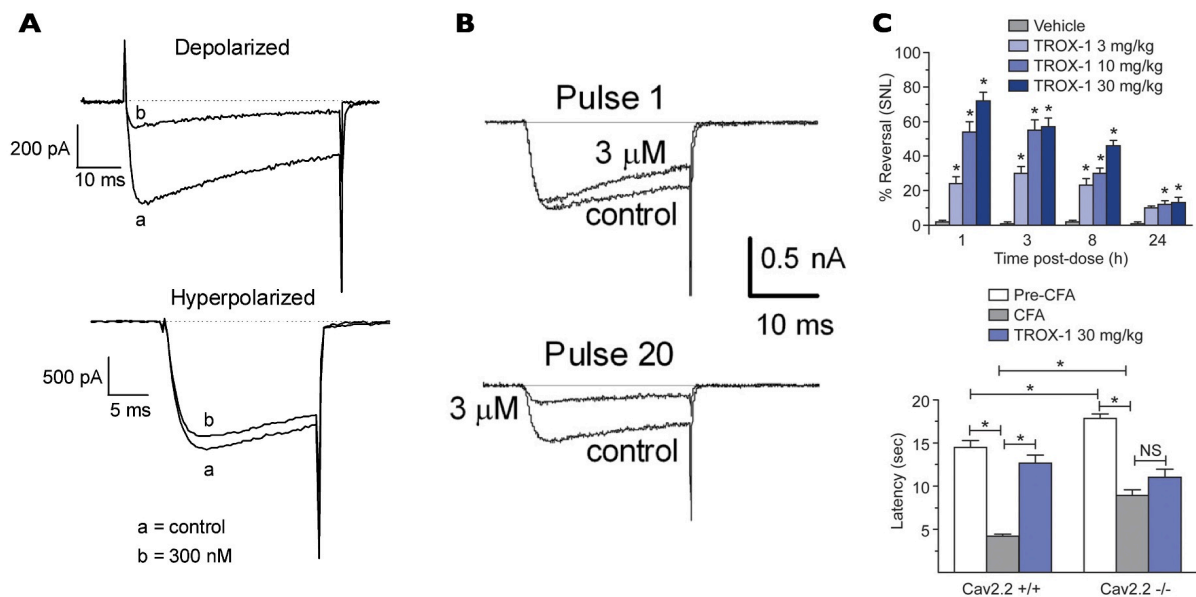 A
Depolarized
b
200 pA
10 ms
a
Hyperpolarized
500 pA
5 ms
b
a
a = control
b = 300 nM
B
Pulse 1
3 μM
control
0.5 nA
10 ms
Pulse 20
3 μM
control
C
Vehicle
TROX-1 3 mg/kg
TROX-1 10 mg/kg
TROX-1 30 mg/kg
% Reversal (SNL)
100
80
60
40
20
0
* * *
* * *
* * *
* *
1 3 8 24
Time post-dose (h)
Pre-CFA
CFA
TROX-1 30 mg/kg
Latency (sec)
20
15
10
5
*
*
* *
*
NS
Cav2.2 +/+ Cav2.2 -/-